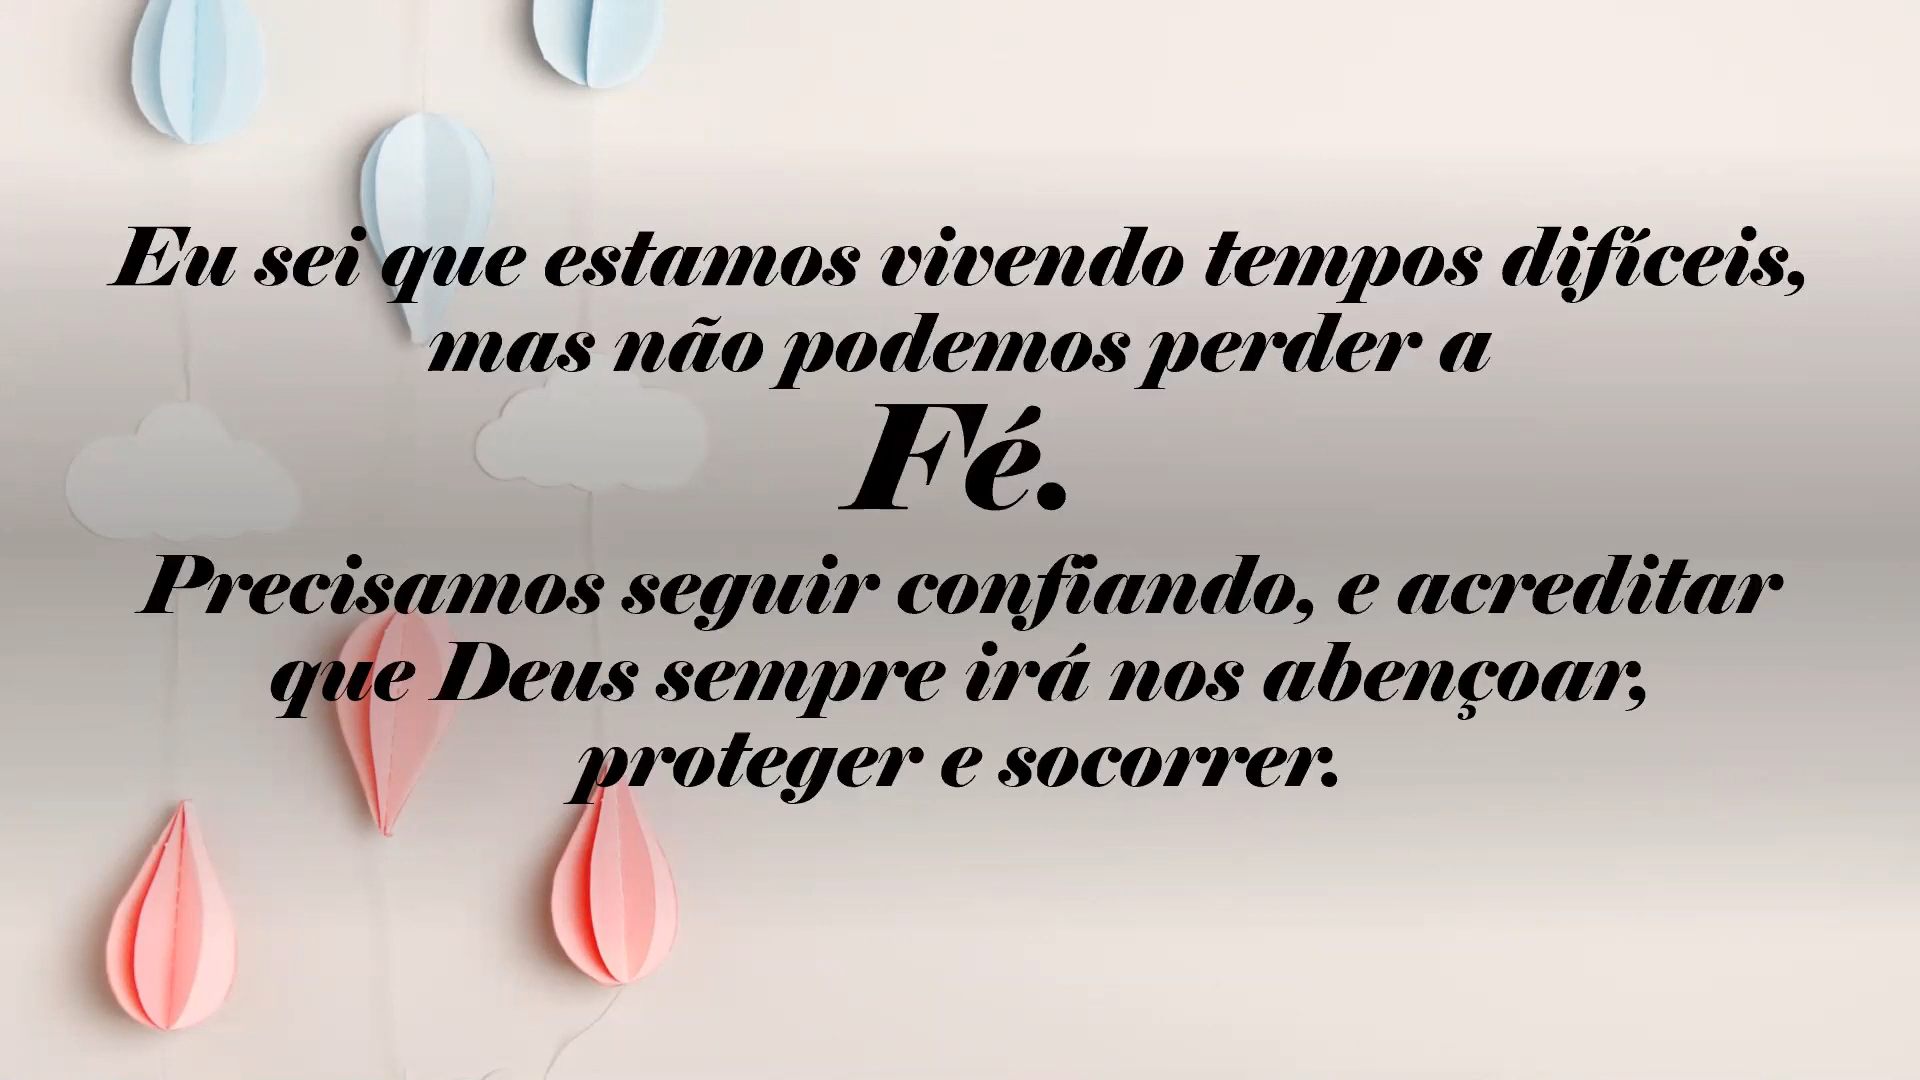 Eu sei que estamos vivendo tempos difíceis,
mas não podemos perder a
Fé.
Precisamos seguir confiando, e acreditar
que Deus sempre irá nos abençoar,
proteger e socorrer.